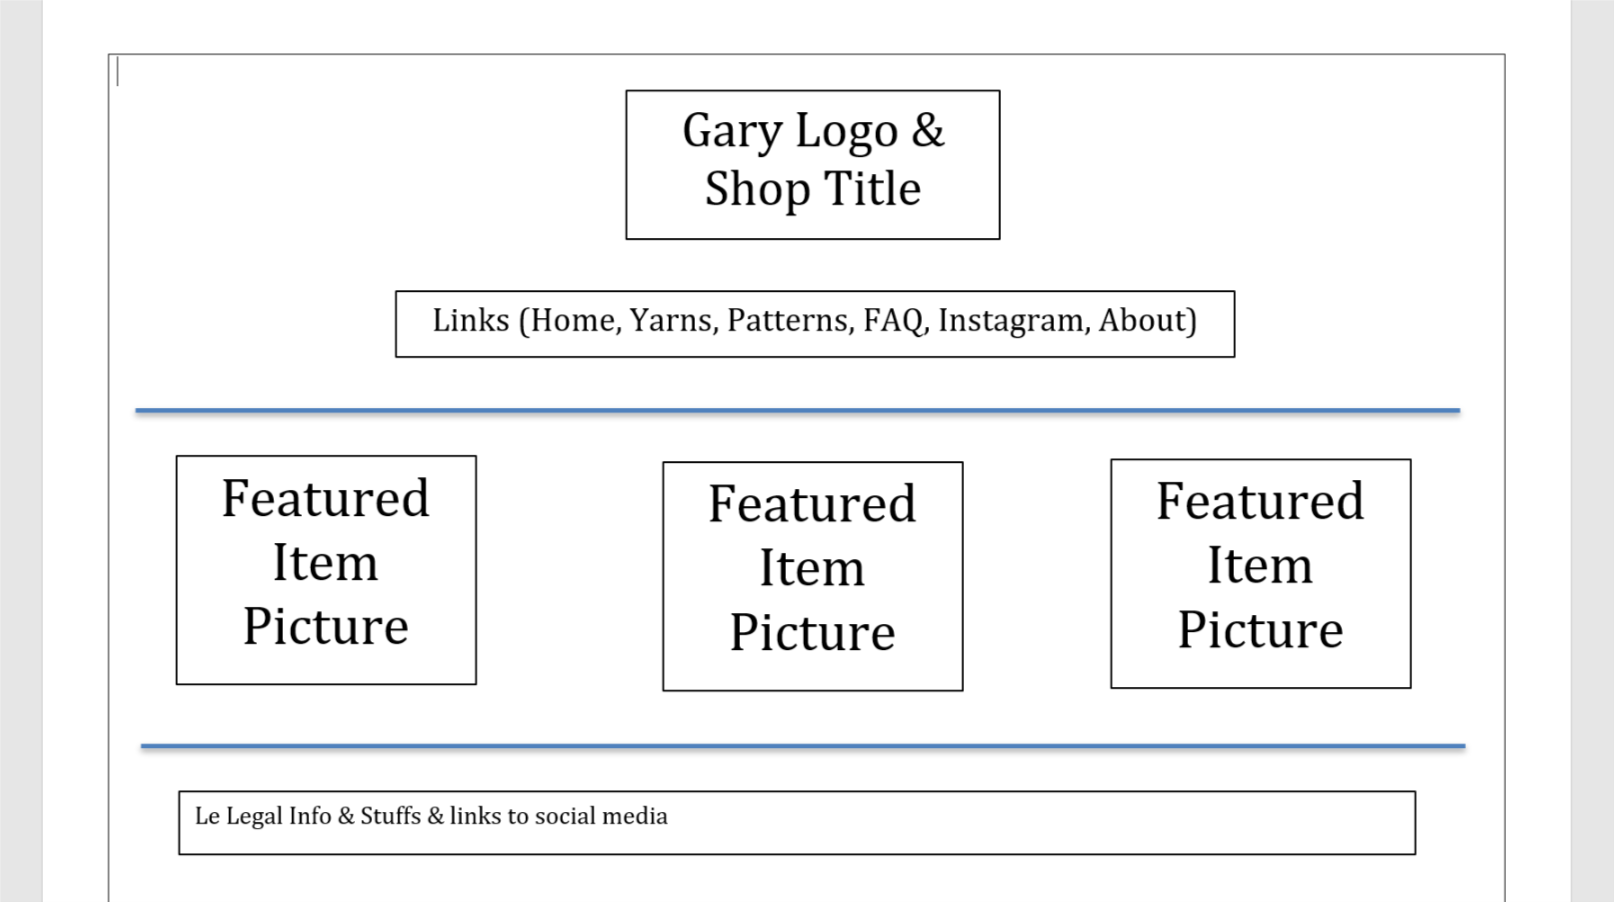 Gary Logo &
Shop Title
Links (Home, Yarns, Patterns, FAQ, Instagram, About)
Featured
Item
Picture
Featured
Item
Picture
Featured
Item
Picture
Le Legal Info & Stuffs & links to social media